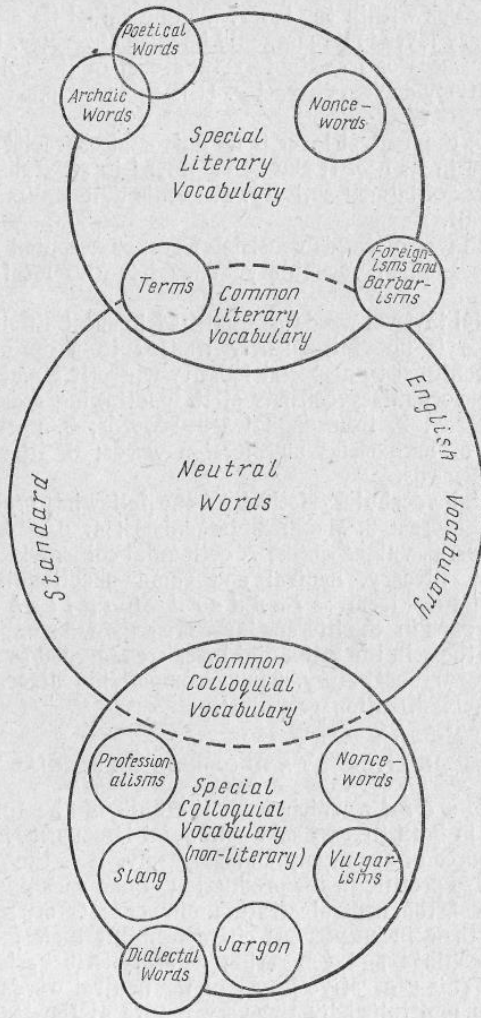 Poetical
Words
Archaic
Words
Nonce-
words
Special
Literary
Vocabulary
Terms
Common
Literary
Vocabulary
Foreign-
isms and
Barbar-
isms
Standard
English Vocabulary
Neutral
Words
Common
Colloquial
Vocabulary
Profession-
alisms
Special
Colloquial
Vocabulary
(non-literary)
Nonce-
words
Slang
Vulgar-
isms
Dialectal
Words
Jargon